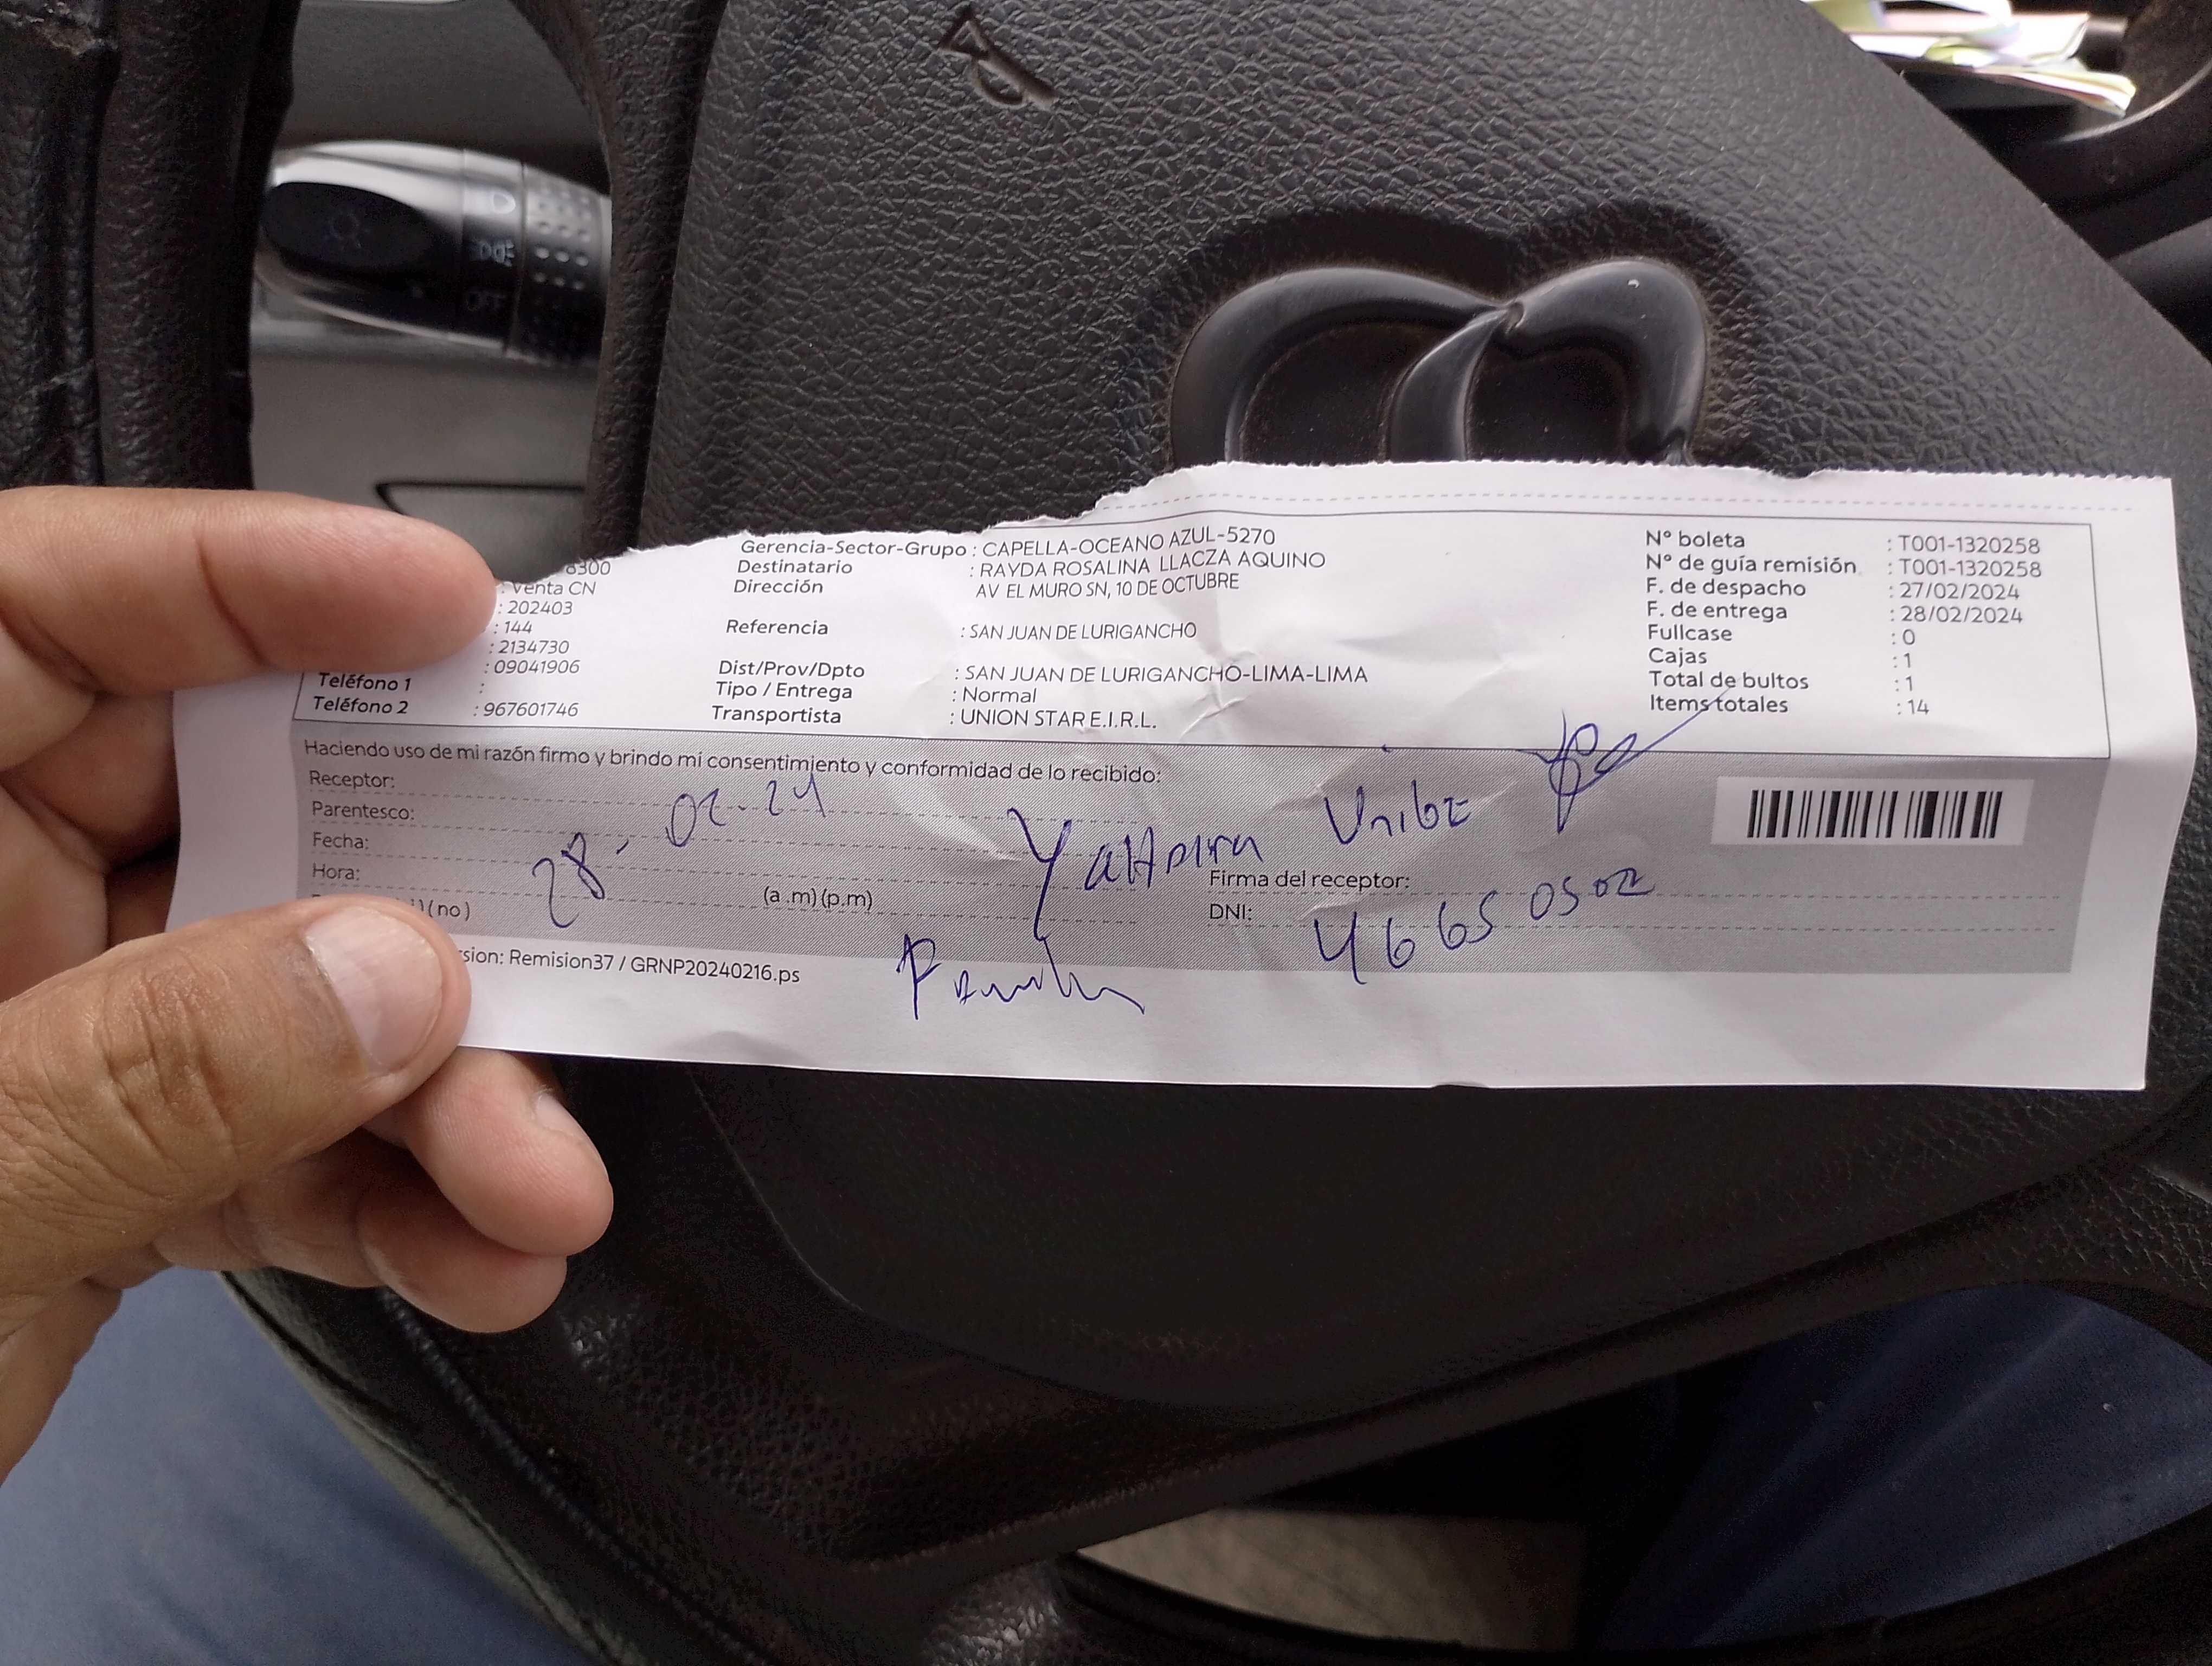 Gerencia-Sector-Grupo : CAPELLA-OCEANO AZUL-5270
Destinatario : RAYDA ROSALINA LLACZA AQUINO
Dirección AV EL MURO SN, 10 DE OCTUBRE
Referencia : SAN JUAN DE LURIGANCHO
Dist/Prov/Dpto : SAN JUAN DE LURIGANCHO-LIMA-LIMA
Tipo / Entrega : Normal
Transportista : UNION STAR E.I.R.L.
8300
: Venta CN
: 202403
: 144
: 2134730
: 09041906
Teléfono 1 :
Teléfono 2 : 967601746
N° boleta : T001-1320258
N° de guía remisión : T001-1320258
F. de despacho : 27/02/2024
F. de entrega : 28/02/2024
Fullcase : 0
Cajas : 1
Total de bultos : 1
Items totales : 14
Haciendo uso de mi razón firmo y brindo mi consentimiento y conformidad de lo recibido:
Receptor:
Parentesco:
Fecha:
28. 02-24
Hora: (a .m)(p.m)
)(no)
Uribe
Firma del receptor:
DNI: 46650502
sion: Remision37 / GRNP20240216.ps
OFF